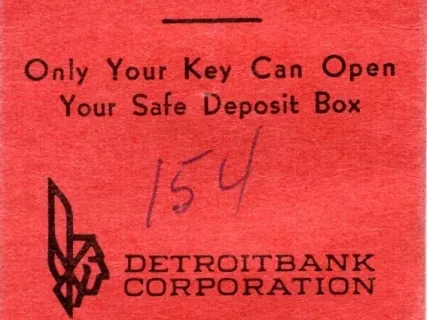 Only Your Key Can Open
Your Safe Deposit Box
154
DETROITBANK
CORPORATION